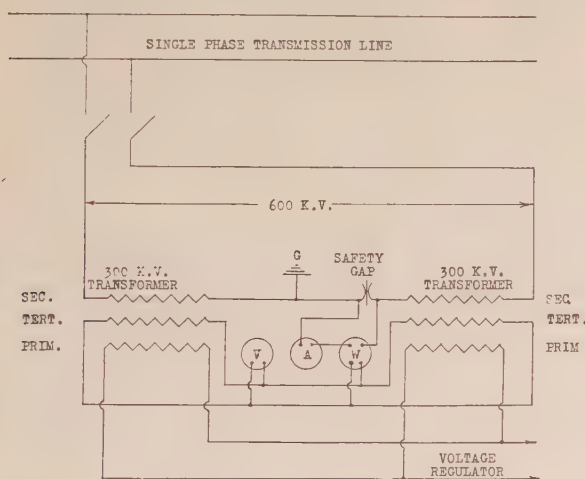 SINGLE PHASE TRANSMISSION LINE
600 K.V.
G
SAFETY
GAP
300 K.V.
TRANSFORMER
300 K.V.
TRANSFORMER
SEC.
SEC
TERT.
TERT.
PRIM.
PRIM
V
A
W
VOLTAGE
REGULATOR